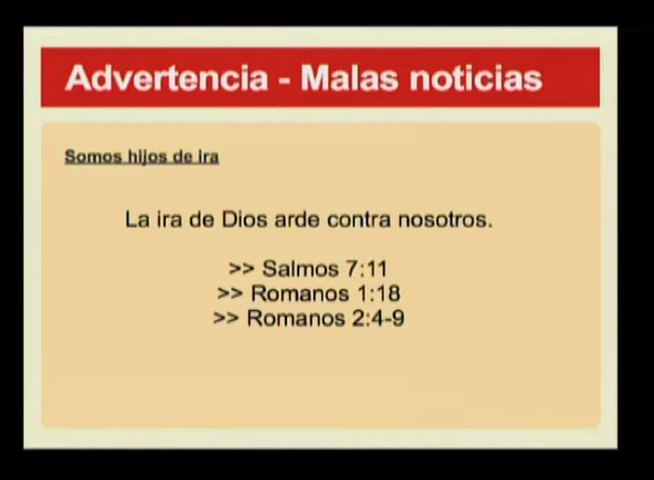 Advertencia - Malas noticias
Somos hijos de ira
La ira de Dios arde contra nosotros.
>> Salmos 7:11
>> Romanos 1:18
>> Romanos 2:4-9